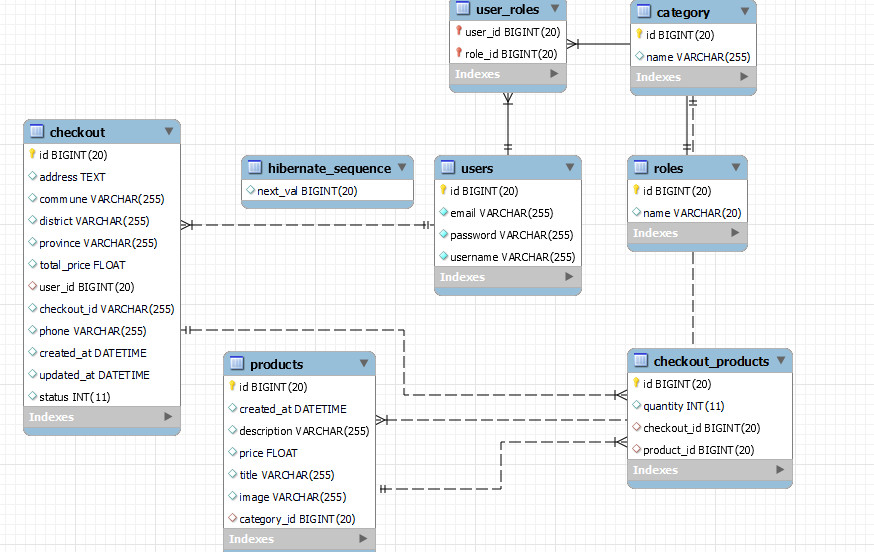 user_roles
user_id BIGINT(20)
role_id BIGINT(20)
Indexes
category
id BIGINT(20)
name VARCHAR(255)
Indexes
checkout
id BIGINT(20)
address TEXT
commune VARCHAR(255)
district VARCHAR(255)
province VARCHAR(255)
total_price FLOAT
user_id BIGINT(20)
checkout_id VARCHAR(255)
phone VARCHAR(255)
created_at DATETIME
updated_at DATETIME
status INT(11)
Indexes
hibernate_sequence
next_val BIGINT(20)
users
id BIGINT(20)
email VARCHAR(255)
password VARCHAR(255)
username VARCHAR(255)
Indexes
roles
id BIGINT(20)
name VARCHAR(20)
Indexes
products
id BIGINT(20)
created_at DATETIME
description VARCHAR(255)
price FLOAT
title VARCHAR(255)
image VARCHAR(255)
category_id BIGINT(20)
Indexes
checkout_products
id BIGINT(20)
quantity INT(11)
checkout_id BIGINT(20)
product_id BIGINT(20)
Indexes